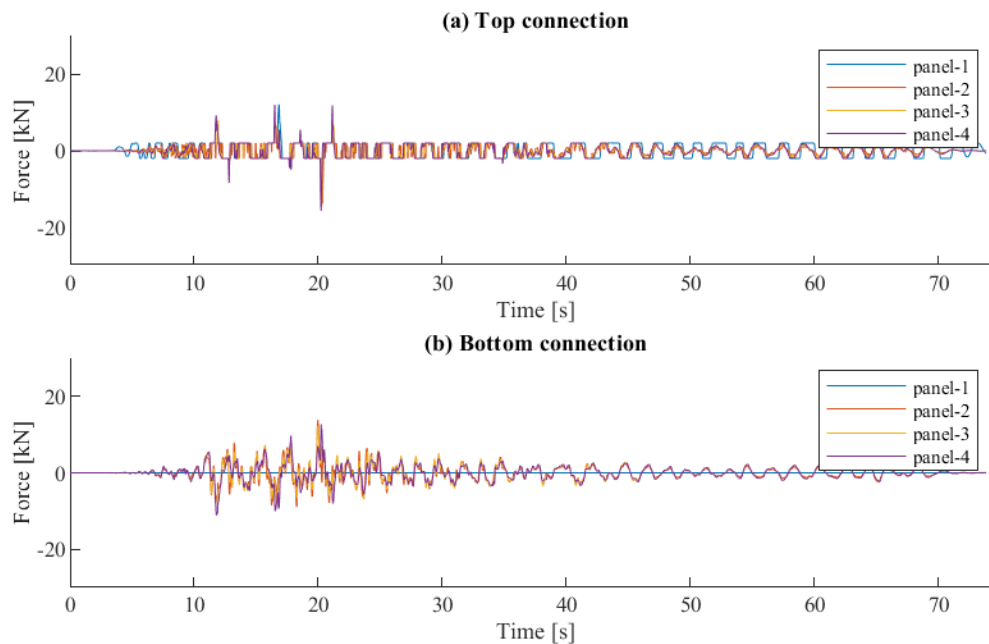 (a) Top connection
20
0
-20
Force [kN]
panel-1
panel-2
panel-3
panel-4
0 10 20 30 40 50 60 70
Time [s]
(b) Bottom connection
20
0
-20
Force [kN]
panel-1
panel-2
panel-3
panel-4
0 10 20 30 40 50 60 70
Time [s]